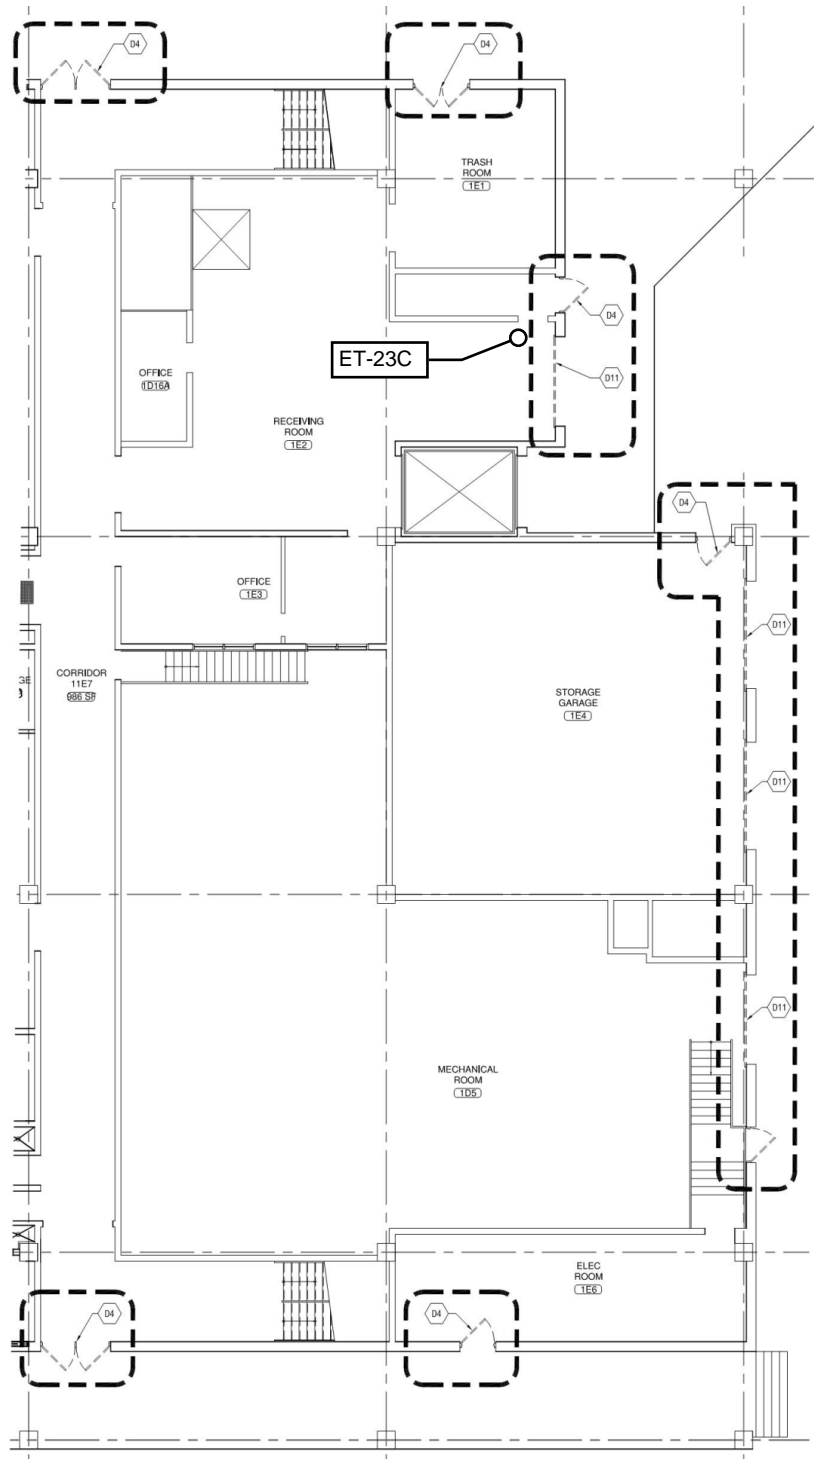 D4
D4
TRASH
ROOM
1E1
D4
ET-23C
OFFICE
1D16A
D11
RECEIVING
ROOM
1E2
D4
OFFICE
1E3
D11
CORRIDOR
11E7
986 SF
GE
STORAGE
GARAGE
1E4
D11
D11
MECHANICAL
ROOM
1D5
ELEC
ROOM
1E6
D4
D4